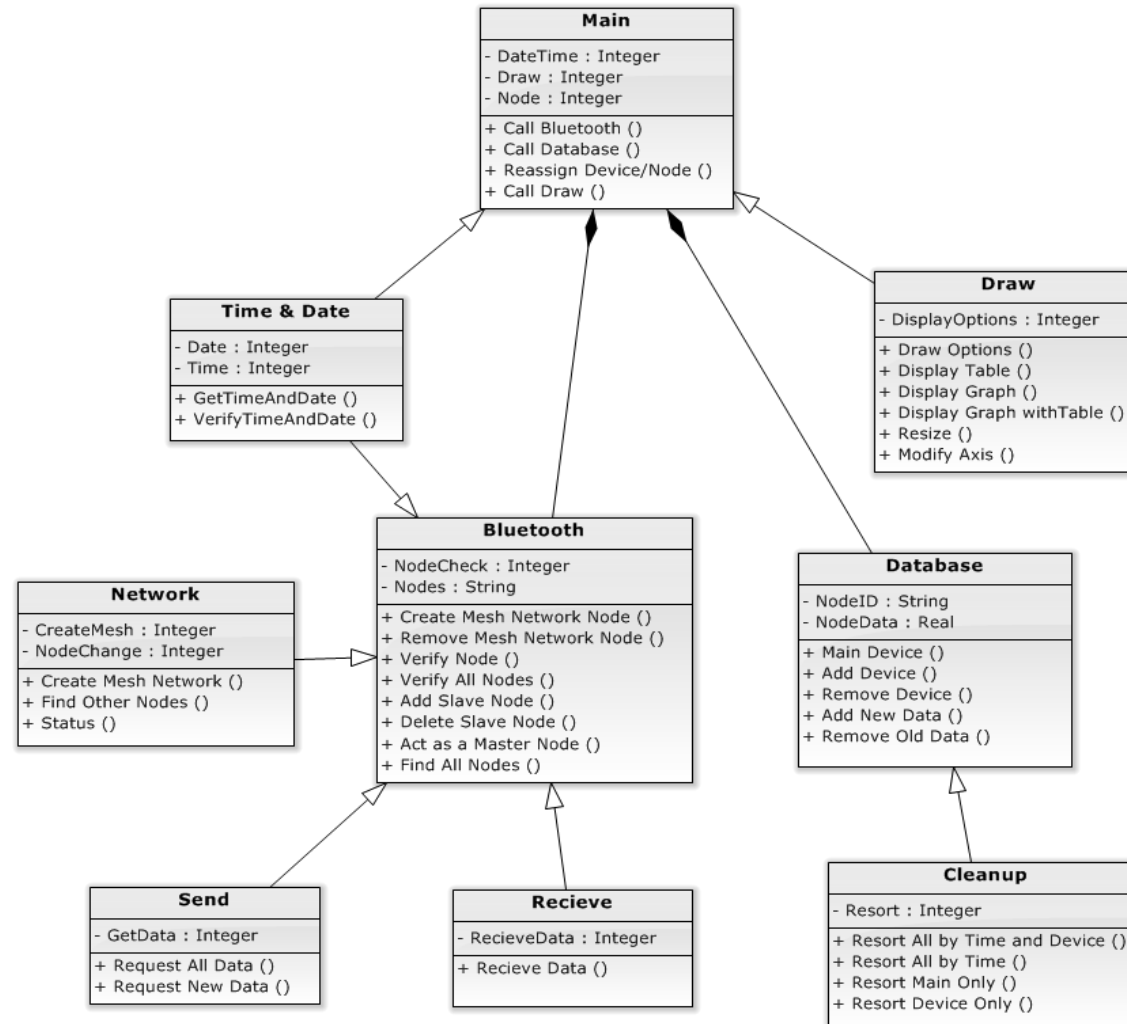 Main
- DateTime : Integer
- Draw : Integer
- Node : Integer
+ Call Bluetooth ()
+ Call Database ()
+ Reassign Device/Node ()
+ Call Draw ()
Time & Date
- Date : Integer
- Time : Integer
+ GetTimeAndDate ()
+ VerifyTimeAndDate ()
Draw
- DisplayOptions : Integer
+ Draw Options ()
+ Display Table ()
+ Display Graph ()
+ Display Graph withTable ()
+ Resize ()
+ Modify Axis ()
Bluetooth
- NodeCheck : Integer
- Nodes : String
+ Create Mesh Network Node ()
+ Remove Mesh Network Node ()
+ Verify Node ()
+ Verify All Nodes ()
+ Add Slave Node ()
+ Delete Slave Node ()
+ Act as a Master Node ()
+ Find All Nodes ()
Network
- CreateMesh : Integer
- NodeChange : Integer
+ Create Mesh Network ()
+ Find Other Nodes ()
+ Status ()
Database
- NodeID : String
- NodeData : Real
+ Main Device ()
+ Add Device ()
+ Remove Device ()
+ Add New Data ()
+ Remove Old Data ()
Send
- GetData : Integer
+ Request All Data ()
+ Request New Data ()
Recieve
- RecieveData : Integer
+ Recieve Data ()
Cleanup
- Resort : Integer
+ Resort All by Time and Device ()
+ Resort All by Time ()
+ Resort Main Only ()
+ Resort Device Only ()